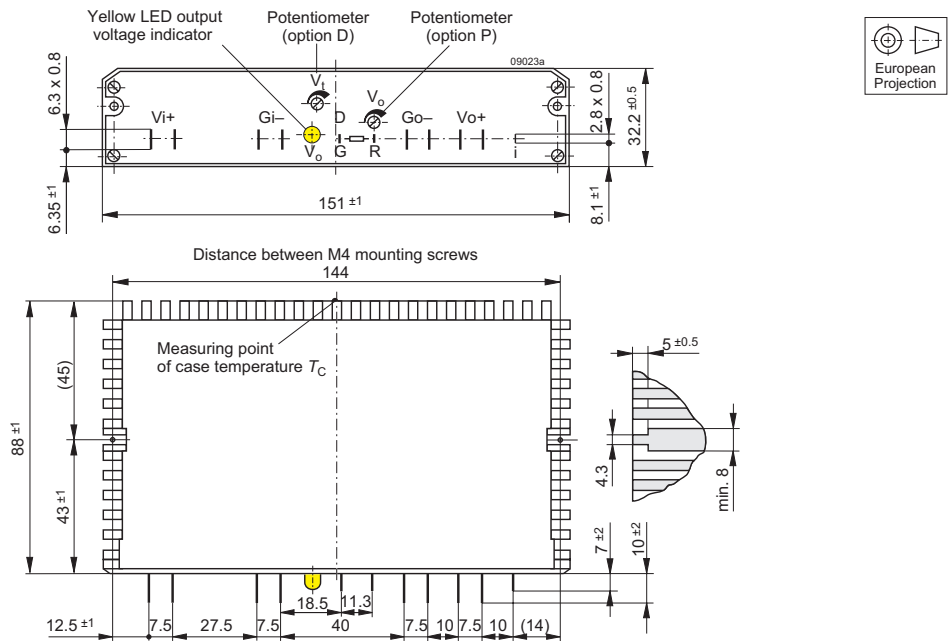 Yellow LED output
voltage indicator
Potentiometer
(option D)
Potentiometer
(option P)
09023a
European
Projection
6.3 x 0.8
Vt
Vo
Vi+
Gi–
D
Go–
Vo+
2.8 x 0.8
32.2 ±0.5
Vo
G
R
i
6.35 ±1
8.1 ±1
151 ±1
Distance between M4 mounting screws
144
Measuring point
of case temperature TC
(45)
88 ±1
43 ±1
5 ±0.5
4.3
min. 8
7 ±2
10 ±2
18.5
11.3
12.5 ±1
7.5
27.5
7.5
40
7.5
10
7.5
10
(14)